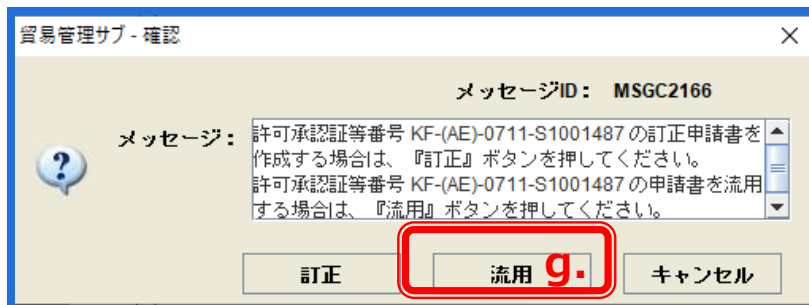 貿易管理サブ - 確認
メッセージID： MSGC2166
メッセージ：
許可承認証等番号 KF-(AE)-0711-S1001487 の訂正申請書を
作成する場合は、『訂正』ボタンを押してください。
許可承認証等番号 KF-(AE)-0711-S1001487 の申請書を流用
する場合は、『流用』ボタンを押してください。
訂正 流用 g. キャンセル